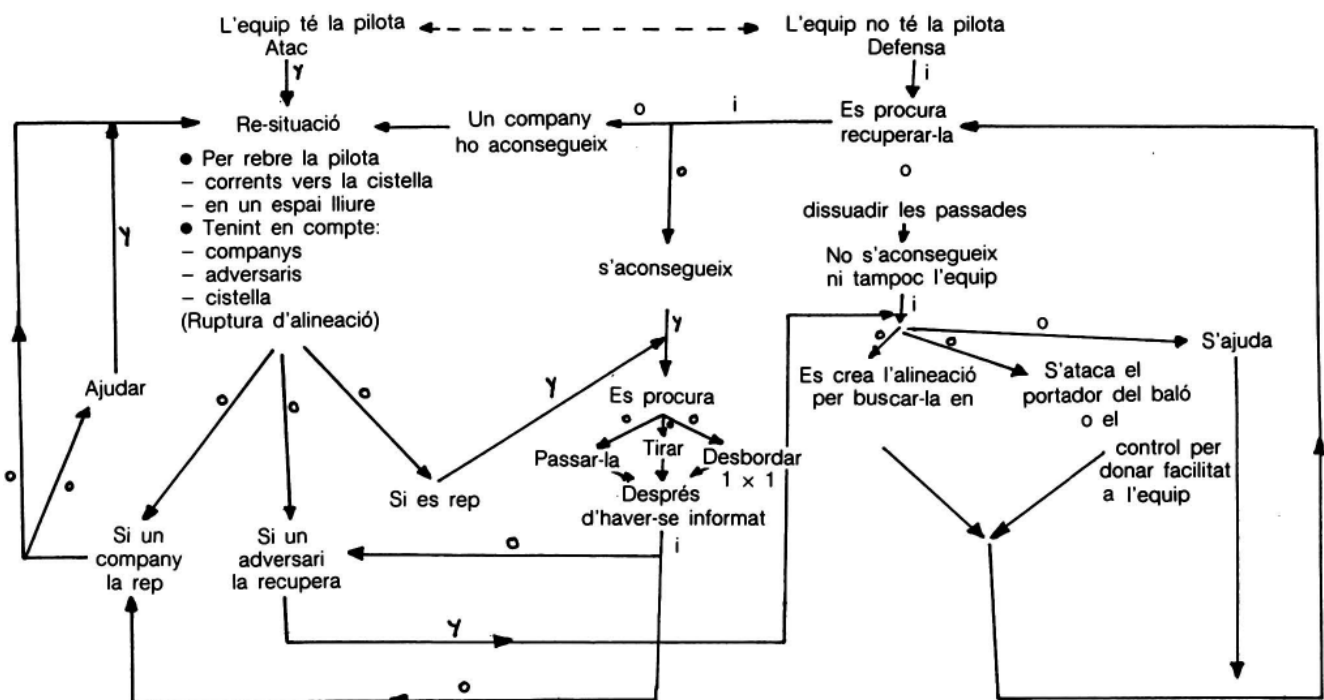 L'equip té la pilota
Atac
y
L'equip no té la pilota
Defensa
i
Re-situació
● Per rebre la pilota
– corrents vers la cistella
– en un espai lliure
● Tenint en compte:
– companys
– adversaris
– cistella
(Ruptura d'alineació)
Un company
ho aconsegueix
o
i
Es procura
recuperar-la
o
dissuadir les passades
No s'aconsegueix
ni tampoc l'equip
i
o
s'aconsegueix
y
y
Ajudar
o
o
o
o
o
y
Si es rep
Es procura
o
o
o
Passar-la
Tirar
Desbordar
1 × 1
Després
d'haver-se informat
i
o
o
o
o
S'ajuda
Es crea l'alineació
per buscar-la en
S'ataca el
portador del baló
o el
control per
donar facilitat
a l'equip
Si un
company
la rep
Si un
adversari
la recupera
o
y
o